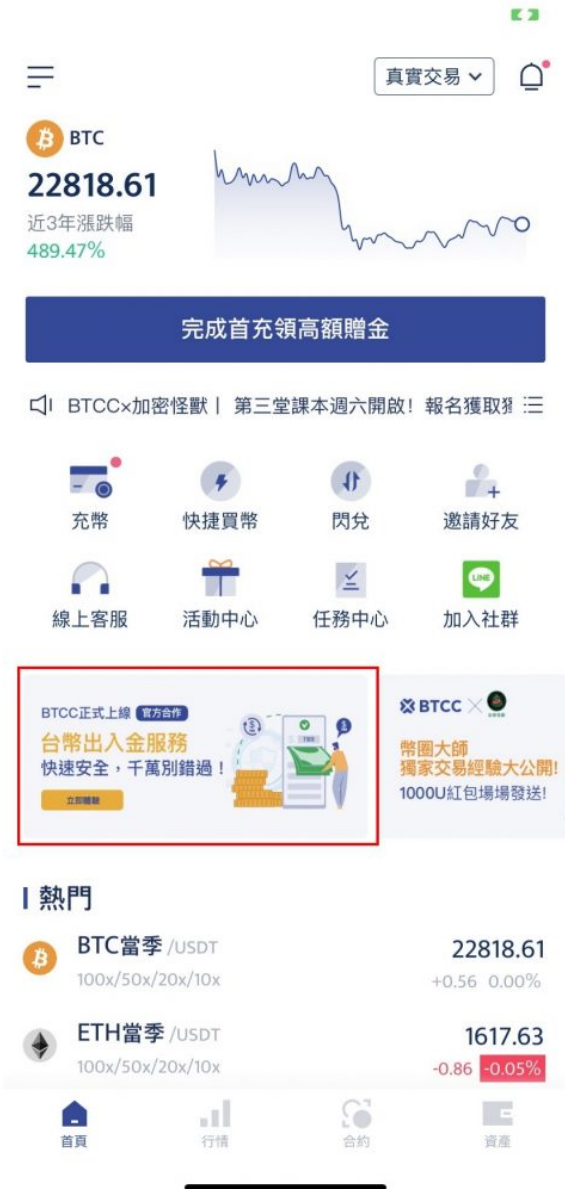 真實交易
BTC
22818.61
近3年漲跌幅
489.47%
完成首充領高額贈金
BTCC×加密怪獸丨 第三堂課本週六開啟! 報名獲取
充幣
快捷買幣
閃兌
邀請好友
LINE
線上客服
活動中心
任務中心
加入社群
BTCC正式上線 官方合作
台幣出入金服務
快速安全，千萬別錯過！
立即體驗
BTCC ×
幣圈大師
獨家交易經驗大公開!
1000U紅包場場發送!
熱門
BTC當季 /USDT
22818.61
100x/50x/20x/10x
+0.56 0.00%
ETH當季 /USDT
1617.63
100x/50x/20x/10x
-0.86 -0.05%
首頁
行情
合約
資產